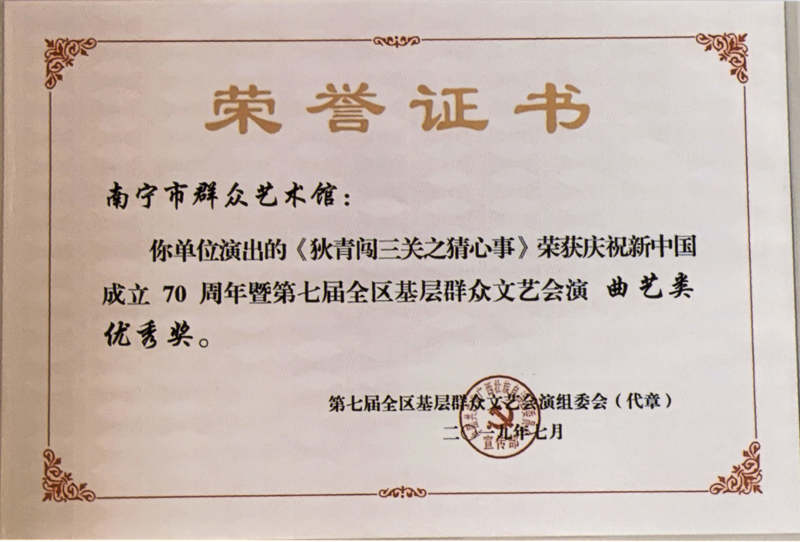 荣誉证书
南宁市群众艺术馆：
你单位演出的《狄青闯三关之猜心事》荣获庆祝新中国
成立 70 周年暨第七届全区基层群众文艺会演 曲艺类
优秀奖。
第七届全区基层群众文艺会演组委会（代章）
二〇一九年七月
宣传部